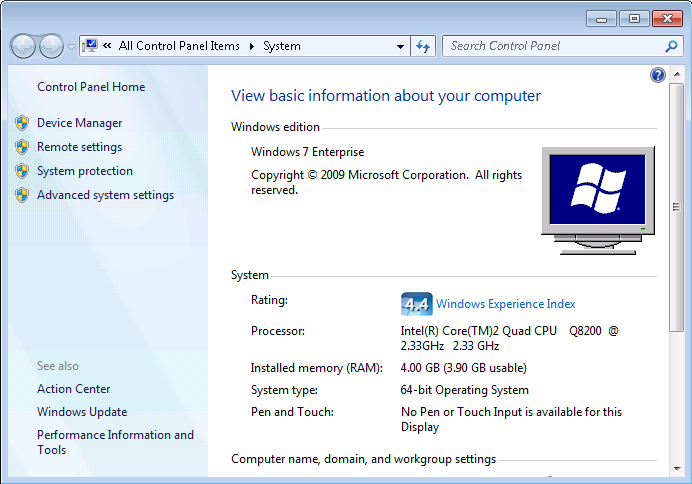 « All Control Panel Items ▸ System
Search Control Panel
Control Panel Home
Device Manager
Remote settings
System protection
Advanced system settings
See also
Action Center
Windows Update
Performance Information and
Tools
View basic information about your computer
Windows edition
Windows 7 Enterprise
Copyright © 2009 Microsoft Corporation.  All rights
reserved.
System
Rating: 4.4 Windows Experience Index
Processor: Intel(R) Core(TM)2 Quad CPU    Q8200  @
2.33GHz   2.33 GHz
Installed memory (RAM): 4.00 GB (3.90 GB usable)
System type: 64-bit Operating System
Pen and Touch: No Pen or Touch Input is available for this
Display
Computer name, domain, and workgroup settings